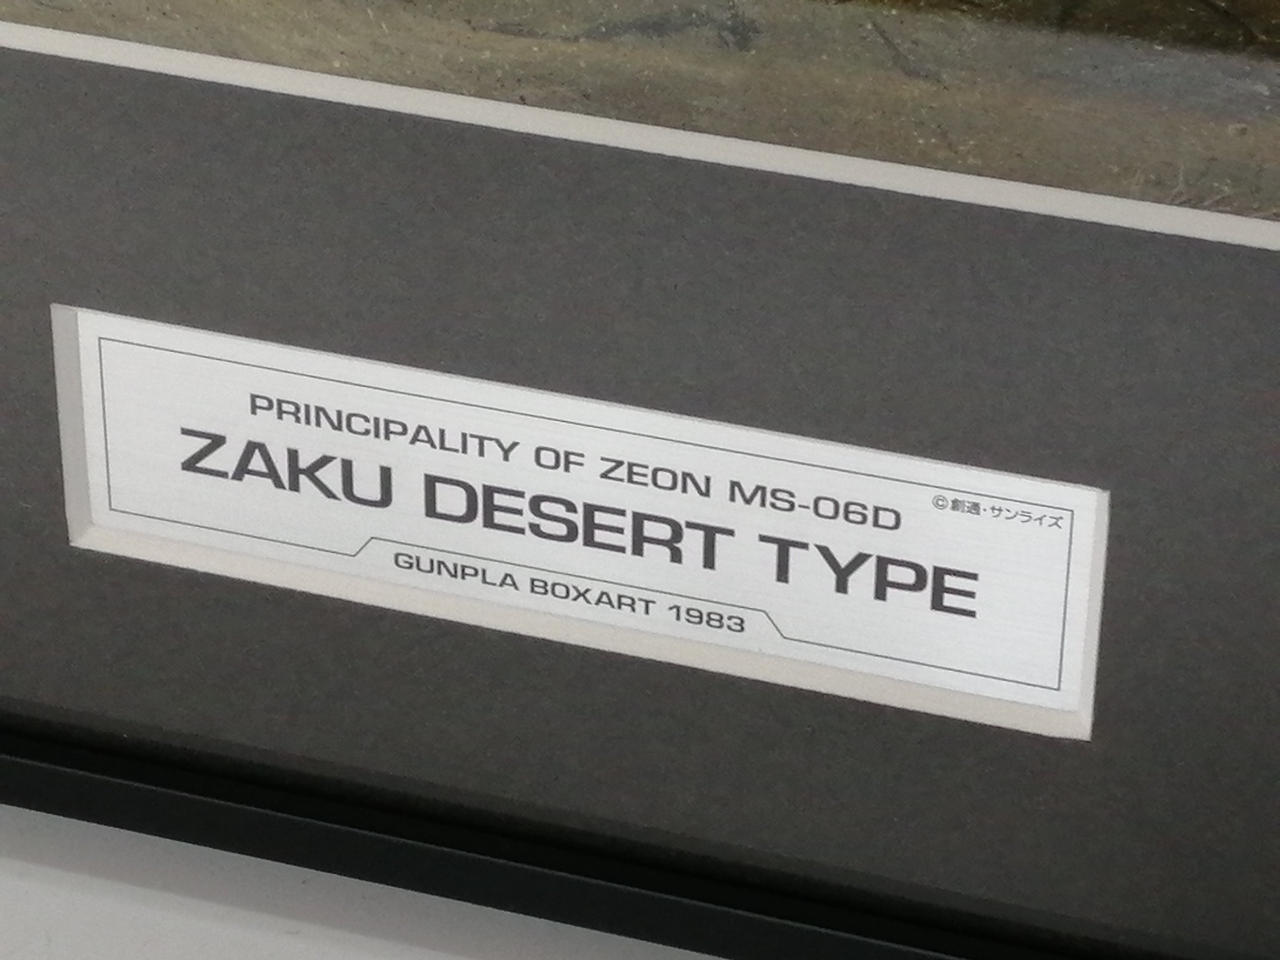 PRINCIPALITY OF ZEON MS-06D
©創通・サンライズ
ZAKU DESERT TYPE
GUNPLA BOXART 1983